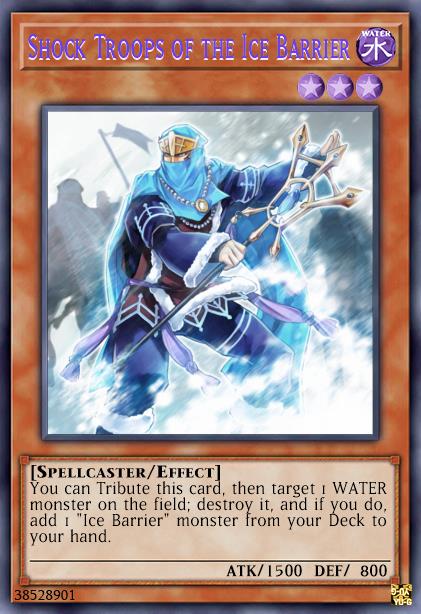 Shock Troops of the Ice Barrier
WATER
水
[Spellcaster/Effect]
You can Tribute this card, then target 1 WATER
monster on the field; destroy it, and if you do,
add 1 "Ice Barrier" monster from your Deck to
your hand.
ATK/1500 DEF/ 800
38528901